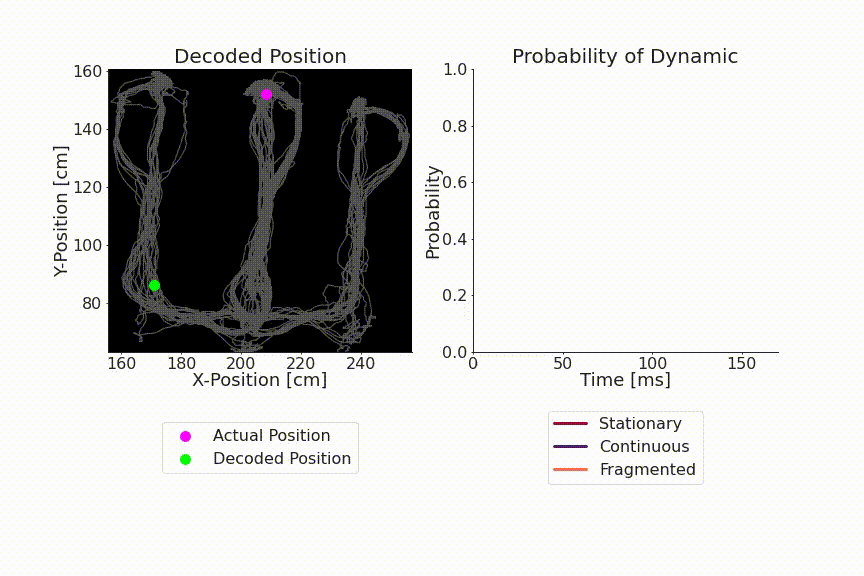 Decoded Position
160
140
120
100
80
Y-Position [cm]
160 180 200 220 240
X-Position [cm]
Actual Position
Decoded Position
Probability of Dynamic
1.0
0.8
0.6
0.4
0.2
0.0
Probability
0 50 100 150
Time [ms]
Stationary
Continuous
Fragmented